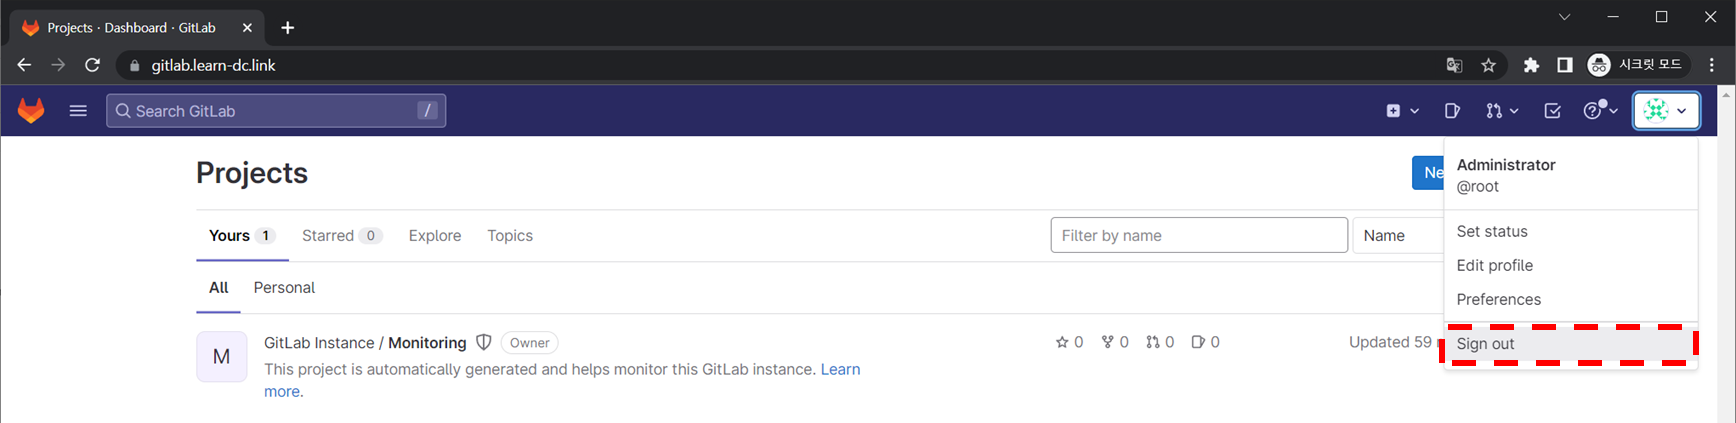 Projects · Dashboard · GitLab
gitlab.learn-dc.link
시크릿 모드
Search GitLab /
Projects
Administrator
@root
Yours 1 Starred 0 Explore Topics
Filter by name
Name
Set status
Edit profile
Preferences
Sign out
All Personal
M
GitLab Instance / Monitoring Owner
0 0 0 0
Updated 59
This project is automatically generated and helps monitor this GitLab instance. Learn
more.